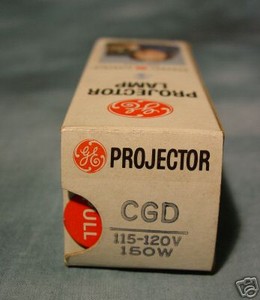 PROJECTOR
LAMP
GE PROJECTOR
CGD
ULL
115-120V
150W